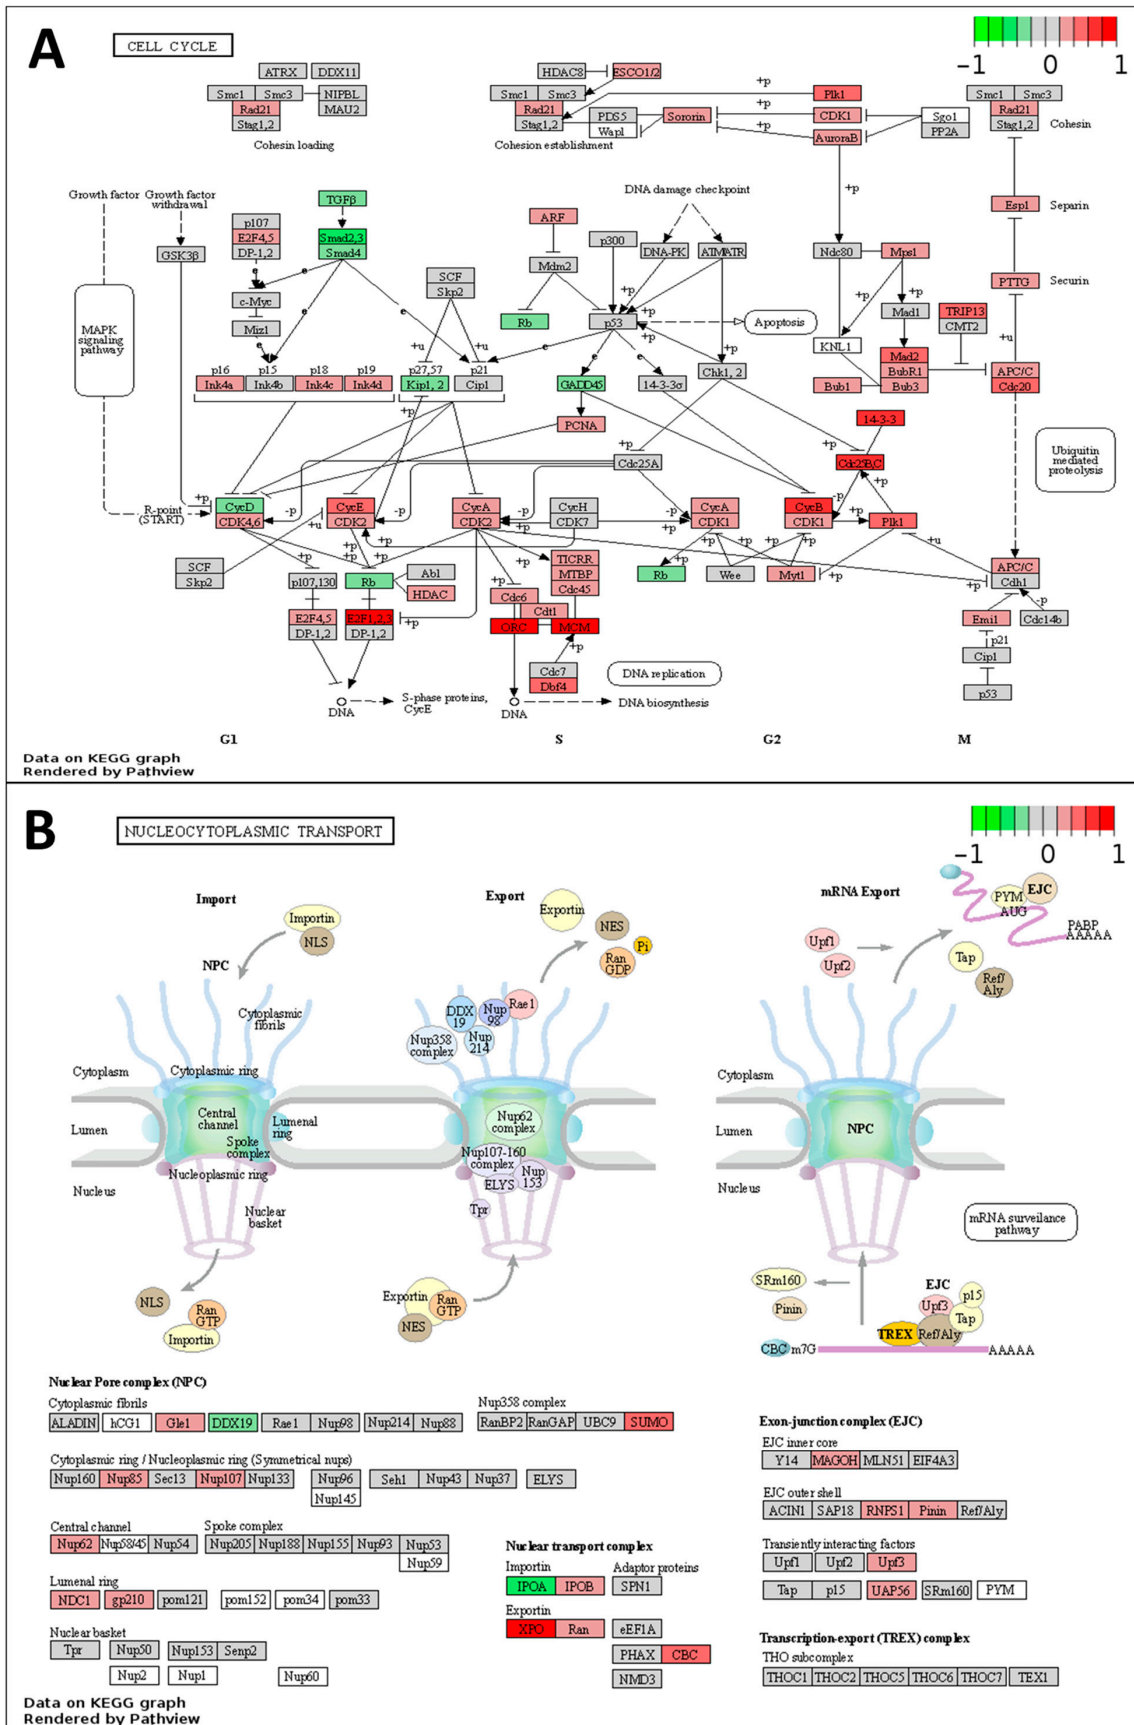 A
CELL CYCLE
-1 0 1
ATRX DDX11
Smc1 Smc3 NIPBL
Rad21 MAU2
Stag1,2
Cohesin loading
HDAC8 ESCO1/2
Smc1 Smc3
Rad21
Stag1,2
PDS5
Wapl
Sororin
Cohesion establishment
+p
Plk1
+p
CDK1
+p
AuroraB
Sgo1
PP2A
Smc1 Smc3
Rad21
Stag1,2
Cohesin
Growth factor
Growth factor
withdrawal
GSK3β
MAPK
signaling
pathway
R-point
(START)
p107
E2F4,5
DP-1,2
c-Myc
Miz1
TGFβ
Smad2,3
Smad4
e
e
e
SCF
Skp2
+u
+u
ARF
Mdm2
Rb
p300
p53
DNA damage checkpoint
DNA-PK
ATM/ATR
+p
+p
+p
+p
+p
Apoptosis
+p
Ndc80
Mps1
+p
+p
KNL1
Mad1
TRIP13
CMT2
Esp1
Separin
PTTG
Securin
+u
p16
Ink4a
p15
Ink4b
p18
Ink4c
p19
Ink4d
p27,57
Kip1, 2
p21
Cip1
e
e
e
GADD45
14-3-3σ
Chk1, 2
Mad2
BubR1
Bub3
Bub1
APC/C
Cdc20
PCNA
14-3-3
+p
+p
Cdc25A
+p
Cdc25B,C
Ubiquitin
mediated
proteolysis
+p
CycD
CDK4,6
-p
CycE
CDK2
+u
-p
CycA
CDK2
-p
+p
CycH
CDK7
CycA
CDK1
CycB
CDK1
-p
+p
Plk1
+u
SCF
Skp2
+p
+p
+p
+p
p107,130
Rb
Abl
HDAC
+p
E2F4,5
DP-1,2
E2F1,2,3
DP-1,2
+p
+p
+p
Cdc6
TICRR
MTBP
Cdc45
Cdt1
ORC
MCM
+p
Cdc7
Dbf4
+p
Rb
Wee
+p
+p
Myt1
+p
+p
APC/C
Cdh1
-p
Emi1
Cdc14b
p21
Cip1
p53
DNA
S-phase proteins,
CycE
DNA
DNA replication
DNA biosynthesis
G1 S G2 M
Data on KEGG graph
Rendered by Pathview
B
NUCLEOCYTOPLASMIC TRANSPORT
-1 0 1
Import
Importin
NLS
NPC
Cytoplasmic
fibrils
Cytoplasm
Cytoplasmic ring
Lumen
Central
channel
Lumenal
ring
Spoke
complex
Nucleoplasmic ring
Nucleus
Nuclear
basket
NLS
Ran
GTP
Importin
Export
Exportin
NES
Ran
GDP
Pi
DDX
19
Nup
98
Rae1
Nup358
complex
Nup
214
Nup62
complex
Nup107-160
complex
Nup
153
ELYS
Tpr
Exportin
Ran
GTP
NES
mRNA Export
PYM
EJC
AUG
PABP
AAAAA
Upf1
Upf2
Tap
Ref/
Aly
Cytoplasm
Lumen
NPC
Nucleus
mRNA surveilance
pathway
SRm160
Pinin
EJC
Upf3
p15
Tap
TREX
Ref/Aly
CBC
m7G
AAAAA
Nuclear Pore complex (NPC)
Cytoplasmic fibrils
ALADIN hCG1 Gle1 DDX19 Rae1 Nup98 Nup214 Nup88
Nup358 complex
RanBP2 RanGAP UBC9 SUMO
Cytoplasmic ring / Nucleoplasmic ring (Symmetrical nups)
Nup160 Nup85 Sec13 Nup107 Nup133 Nup96 Seh1 Nup43 Nup37 ELYS
Nup145
Central channel
Nup62 Nup58/45 Nup54
Spoke complex
Nup205 Nup188 Nup155 Nup93 Nup53
Nup59
Lumenal ring
NDC1 gp210 pom121 pom152 pom34 pom33
Nuclear basket
Tpr Nup50 Nup153 Senp2
Nup2 Nup1 Nup60
Nuclear transport complex
Importin
IPOA IPOB
Adaptor proteins
SPN1
Exportin
XPO Ran
eEF1A
PHAX CBC
NMD3
Exon-junction complex (EJC)
EJC inner core
Y14 MAGOH MLN51 EIF4A3
EJC outer shell
ACIN1 SAP18 RNPS1 Pinin Ref/Aly
Transiently interacting factors
Upf1 Upf2 Upf3
Tap p15 UAP56 SRm160 PYM
Transcription-export (TREX) complex
THO subcomplex
THOC1 THOC2 THOC5 THOC6 THOC7 TEX1
Data on KEGG graph
Rendered by Pathview